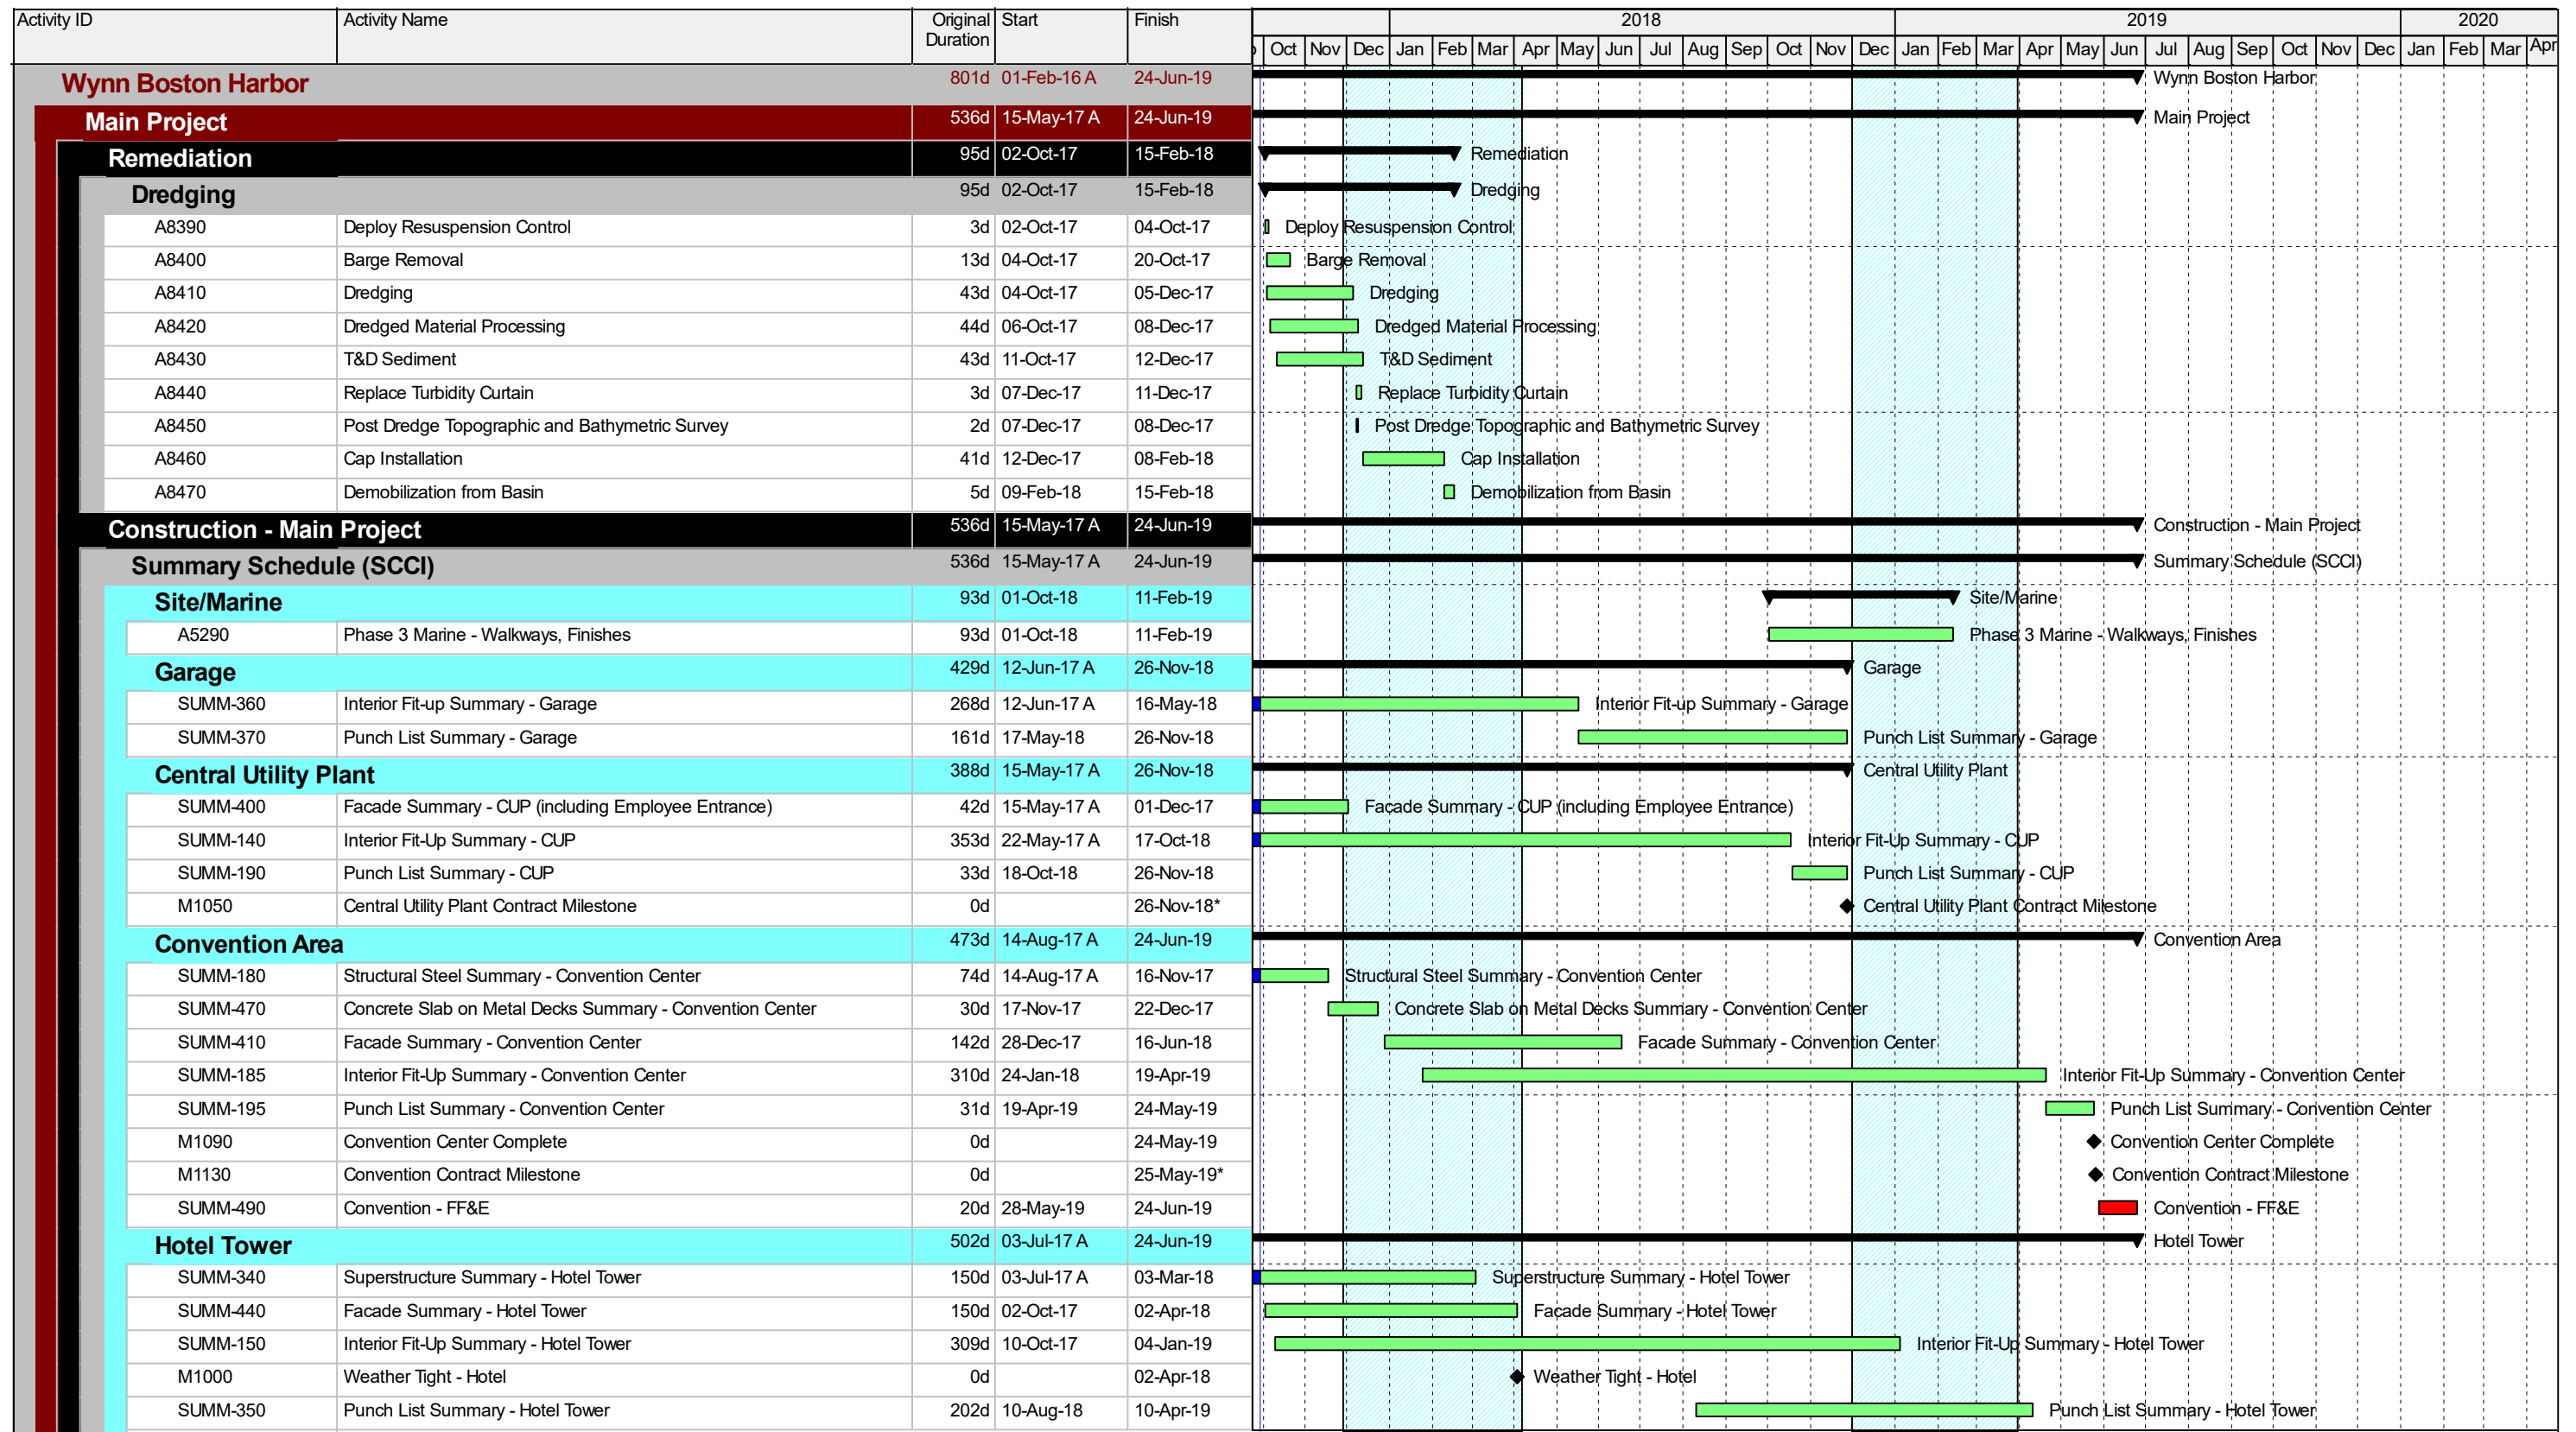 Activity ID Activity Name Original Duration Start Finish 2018 2019 2020
Oct Nov Dec Jan Feb Mar Apr May Jun Jul Aug Sep Oct Nov Dec Jan Feb Mar Apr May Jun Jul Aug Sep Oct Nov Dec Jan Feb Mar Apr
Wynn Boston Harbor 801d 01-Feb-16 A 24-Jun-19 Wynn Boston Harbor
Main Project 536d 15-May-17 A 24-Jun-19 Main Project
Remediation 95d 02-Oct-17 15-Feb-18 Remediation
Dredging 95d 02-Oct-17 15-Feb-18 Dredging
A8390 Deploy Resuspension Control 3d 02-Oct-17 04-Oct-17 Deploy Resuspension Control
A8400 Barge Removal 13d 04-Oct-17 20-Oct-17 Barge Removal
A8410 Dredging 43d 04-Oct-17 05-Dec-17 Dredging
A8420 Dredged Material Processing 44d 06-Oct-17 08-Dec-17 Dredged Material Processing
A8430 T&D Sediment 43d 11-Oct-17 12-Dec-17 T&D Sediment
A8440 Replace Turbidity Curtain 3d 07-Dec-17 11-Dec-17 Replace Turbidity Curtain
A8450 Post Dredge Topographic and Bathymetric Survey 2d 07-Dec-17 08-Dec-17 Post Dredge Topographic and Bathymetric Survey
A8460 Cap Installation 41d 12-Dec-17 08-Feb-18 Cap Installation
A8470 Demobilization from Basin 5d 09-Feb-18 15-Feb-18 Demobilization from Basin
Construction - Main Project 536d 15-May-17 A 24-Jun-19 Construction - Main Project
Summary Schedule (SCCI) 536d 15-May-17 A 24-Jun-19 Summary Schedule (SCCI)
Site/Marine 93d 01-Oct-18 11-Feb-19 Site/Marine
A5290 Phase 3 Marine - Walkways, Finishes 93d 01-Oct-18 11-Feb-19 Phase 3 Marine - Walkways, Finishes
Garage 429d 12-Jun-17 A 26-Nov-18 Garage
SUMM-360 Interior Fit-up Summary - Garage 268d 12-Jun-17 A 16-May-18 Interior Fit-up Summary - Garage
SUMM-370 Punch List Summary - Garage 161d 17-May-18 26-Nov-18 Punch List Summary - Garage
Central Utility Plant 388d 15-May-17 A 26-Nov-18 Central Utility Plant
SUMM-400 Facade Summary - CUP (including Employee Entrance) 42d 15-May-17 A 01-Dec-17 Facade Summary - CUP (including Employee Entrance)
SUMM-140 Interior Fit-Up Summary - CUP 353d 22-May-17 A 17-Oct-18 Interior Fit-Up Summary - CUP
SUMM-190 Punch List Summary - CUP 33d 18-Oct-18 26-Nov-18 Punch List Summary - CUP
M1050 Central Utility Plant Contract Milestone 0d 26-Nov-18* Central Utility Plant Contract Milestone
Convention Area 473d 14-Aug-17 A 24-Jun-19 Convention Area
SUMM-180 Structural Steel Summary - Convention Center 74d 14-Aug-17 A 16-Nov-17 Structural Steel Summary - Convention Center
SUMM-470 Concrete Slab on Metal Decks Summary - Convention Center 30d 17-Nov-17 22-Dec-17 Concrete Slab on Metal Decks Summary - Convention Center
SUMM-410 Facade Summary - Convention Center 142d 28-Dec-17 16-Jun-18 Facade Summary - Convention Center
SUMM-185 Interior Fit-Up Summary - Convention Center 310d 24-Jan-18 19-Apr-19 Interior Fit-Up Summary - Convention Center
SUMM-195 Punch List Summary - Convention Center 31d 19-Apr-19 24-May-19 Punch List Summary - Convention Center
M1090 Convention Center Complete 0d 24-May-19 Convention Center Complete
M1130 Convention Contract Milestone 0d 25-May-19* Convention Contract Milestone
SUMM-490 Convention - FF&E 20d 28-May-19 24-Jun-19 Convention - FF&E
Hotel Tower 502d 03-Jul-17 A 24-Jun-19 Hotel Tower
SUMM-340 Superstructure Summary - Hotel Tower 150d 03-Jul-17 A 03-Mar-18 Superstructure Summary - Hotel Tower
SUMM-440 Facade Summary - Hotel Tower 150d 02-Oct-17 02-Apr-18 Facade Summary - Hotel Tower
SUMM-150 Interior Fit-Up Summary - Hotel Tower 309d 10-Oct-17 04-Jan-19 Interior Fit-Up Summary - Hotel Tower
M1000 Weather Tight - Hotel 0d 02-Apr-18 Weather Tight - Hotel
SUMM-350 Punch List Summary - Hotel Tower 202d 10-Aug-18 10-Apr-19 Punch List Summary - Hotel Tower